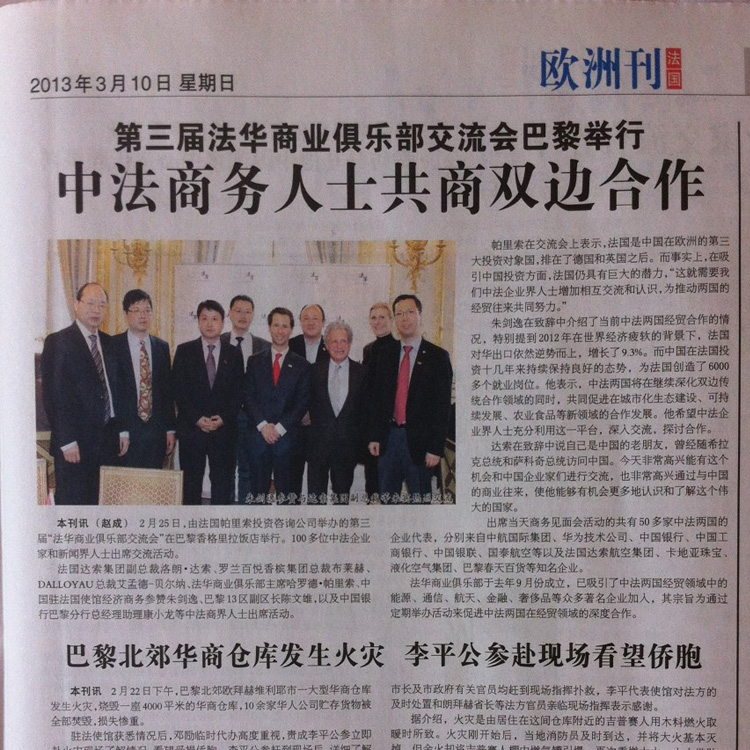 2013年3月10日 星期日
欧洲刊
法国
第三届法华商业俱乐部交流会巴黎举行
中法商务人士共商双边合作
本刊讯（赵成） 2月25日,由法国帕里索投资咨询公司举办的第三
届“法华商业俱乐部交流会”在巴黎香格里拉饭店举行。100多位中法企业
家和新闻界人士出席交流活动。
法国达索集团副总裁洛朗·达索、罗兰百悦香槟集团总裁布莱赫、
DALLOYAU总裁艾孟德-贝尔纳、法华商业俱乐部主席哈罗德·帕里索、中
国驻法国使馆经济商务参赞朱剑逸、巴黎13区副区长陈文雄,以及中国银
行巴黎分行总经理助理康小龙等中法商界人士出席活动。
帕里索在交流会上表示,法国是中国在欧洲的第三
大投资对象国,排在了德国和英国之后。而事实上,在吸
引中国投资方面,法国仍具有巨大的潜力,“这就需要我
们中法企业界人士增加相互交流和认识,为推动两国的
经贸往来共同努力。”
朱剑逸在致辞中介绍了当前中法两国经贸合作的情
况，特别提到2012年在世界经济疲软的背景下，法国
对华出口依然逆势而上，增长了9.3%。而中国在法国投
资十几年来持续保持良好的态势，为法国创造了6000
多个就业岗位。他表示，中法两国将在继续深化双边传
统合作领域的同时，共同促进在城市化生态建设、可持
续发展、农业食品等新领域的合作发展。他希望中法企
业界人士充分利用这一平台，深入交流，探讨合作。
达索在致辞中说自己是中国的老朋友，曾经随希拉
克总统和萨科奇总统访问中国。今天非常高兴能有这个
机会和中国企业家们进行交流，也非常高兴通过与中国
的商业往来，使他能够有机会更多地认识和了解这个伟
大的国家。
出席当天商务见面会活动的共有50多家中法两国的
企业代表，分别来自中航国际集团、华为技术公司、中国银行、中国工
商银行、中国银联、国泰航空等以及法国达索航空集团、卡地亚珠宝、
液化空气集团、巴黎春天百货等知名企业。
法华商业俱乐部于去年9月份成立，已吸引了中法两国经贸领域中的
能源、通信、航天、金融、奢侈品等众多著名企业加入，其宗旨为通过
定期举办活动来促进中法两国在经贸领域的深度合作。
巴黎北郊华商仓库发生火灾 李平公参赴现场看望侨胞
本刊讯 2月22日下午，巴黎北郊欧拜赫维利耶市一大型华商仓库
发生火灾，烧毁一座4000平米的华商仓库，10余家华人公司贮存货物被
全部焚毁,损失惨重。
驻法使馆获悉情况后，邓励临时代办高度重视，责成李平公参立即
市长及市政府有关官员均赶到现场指挥扑救，李平代表使馆对法方的
及时处置和朗拜赫省长等法方官员亲临现场指挥表示感谢。
据介绍，火灾是由居住在这间仓库附近的吉普赛人用木料燃火取
暖时所致。火灾刚开始后，当地消防员及时到达，并将大火基本灭